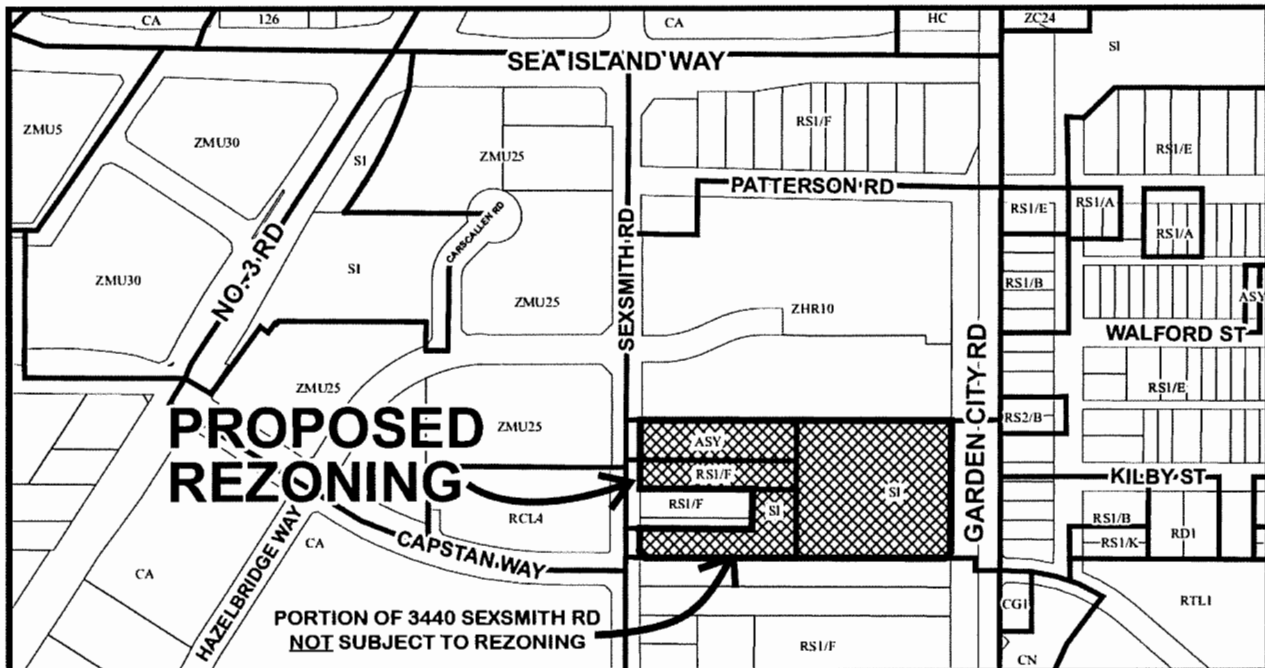 CA
126
CA
HC
ZC24
SI
SEA ISLAND WAY
ZMU5
ZMU30
SI
ZMU25
RS1/F
RS1/E
PATTERSON RD
RS1/E
RS1/A
RS1/A
CARSCALLEN RD
NO. 3 RD
SEXSMITH RD
SI
ZMU30
ZMU25
ZHR10
RS1/B
ASY
WALFORD ST
GARDEN CITY RD
RS1/E
ZMU25
PROPOSED
REZONING
ZMU25
ASY
RS2/B
RS1/F
SI
KILBY ST
RS1/F
SI
RCL4
RS1/B
RD1
RS1/K
HAZELBRIDGE WAY
CA
CAPSTAN WAY
CA
PORTION OF 3440 SEXSMITH RD
NOT SUBJECT TO REZONING
RS1/F
CG1
RTL1
CN